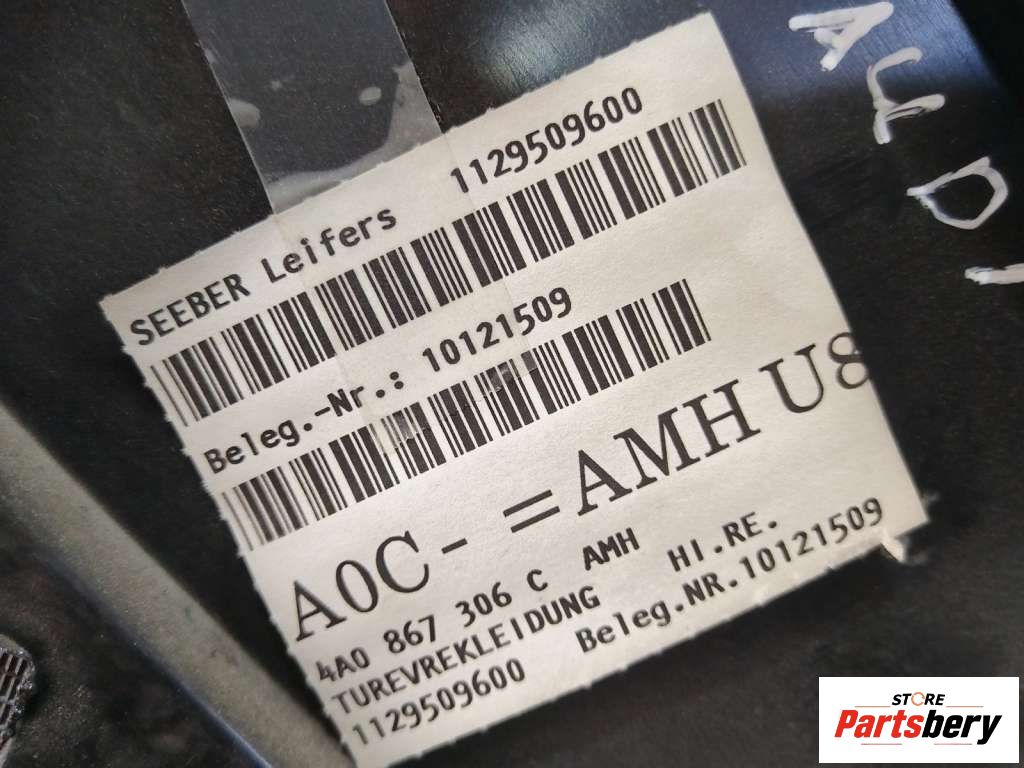 SEEBER Leifers 1129509600
Beleg.-Nr.: 10121509
A0C- =AMH U8
4A0 867 306 C AMH
TUREVREKLEIDUNG HI.RE.
1129509600 Beleg.NR.10121509
ALDI
STORE
Partsbery